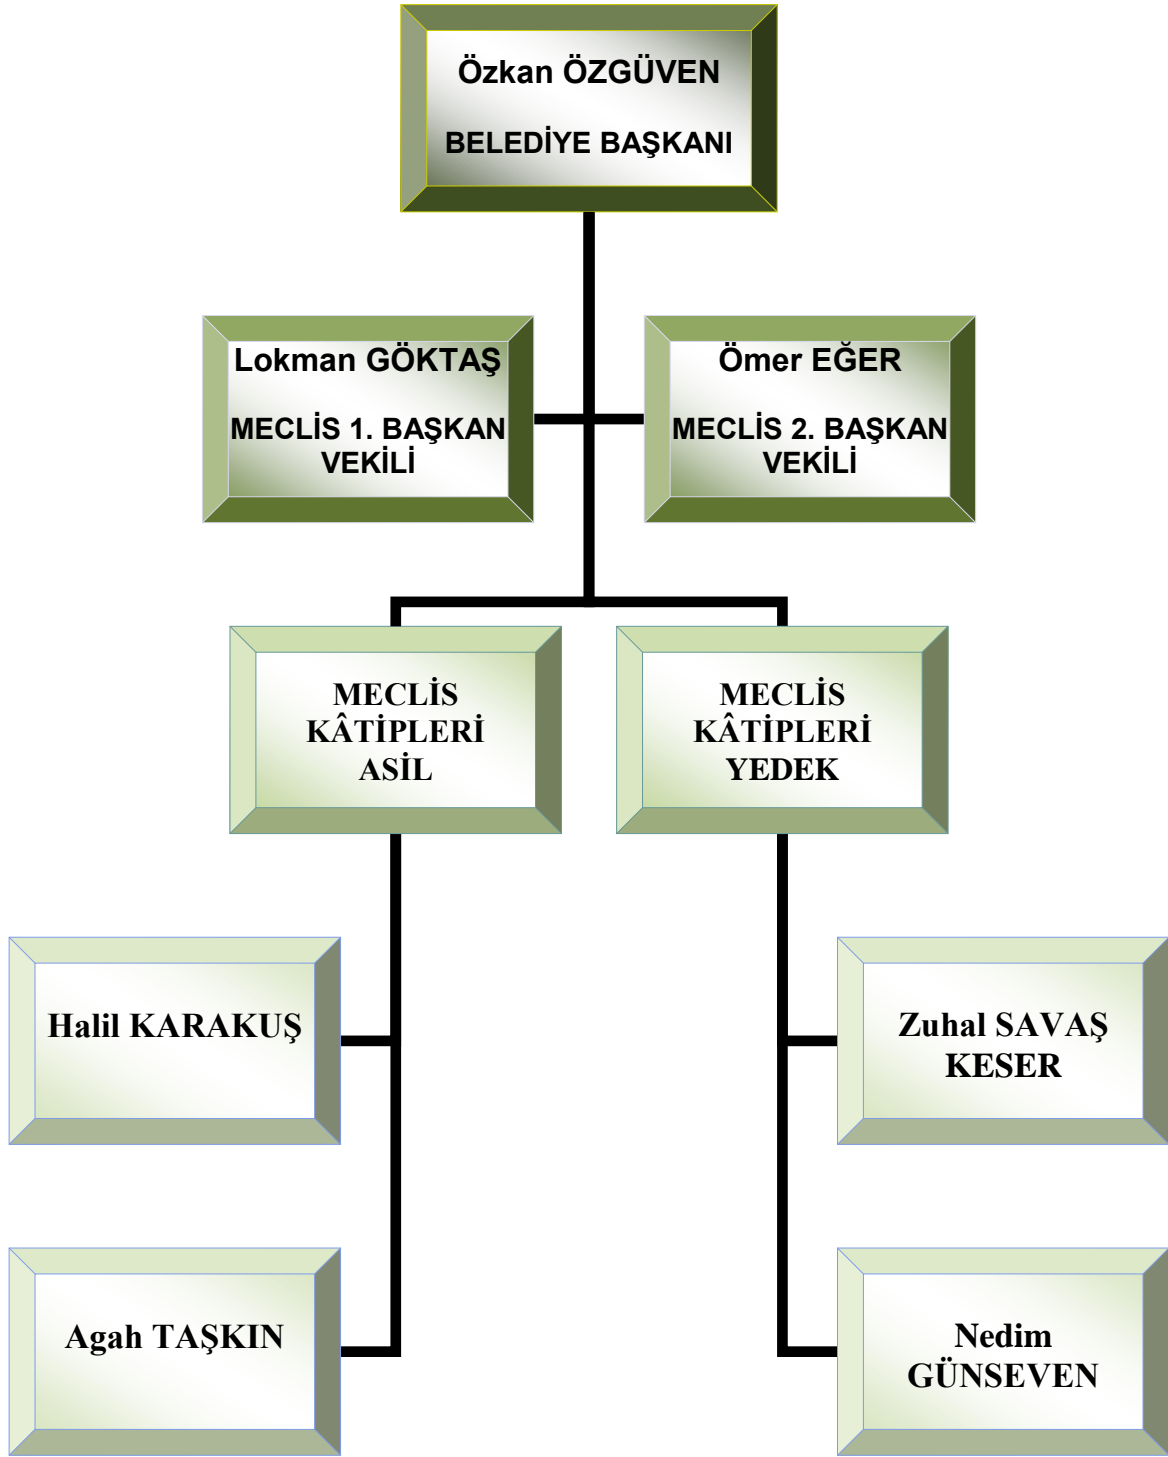 Özkan ÖZGÜVEN
BELEDİYE BAŞKANI
Lokman GÖKTAŞ
MECLİS 1. BAŞKAN
VEKİLİ
Ömer EĞER
MECLİS 2. BAŞKAN
VEKİLİ
MECLİS
KÂTİPLERİ
ASİL
MECLİS
KÂTİPLERİ
YEDEK
Halil KARAKUŞ
Zuhal SAVAŞ
KESER
Agah TAŞKIN
Nedim
GÜNSEVEN